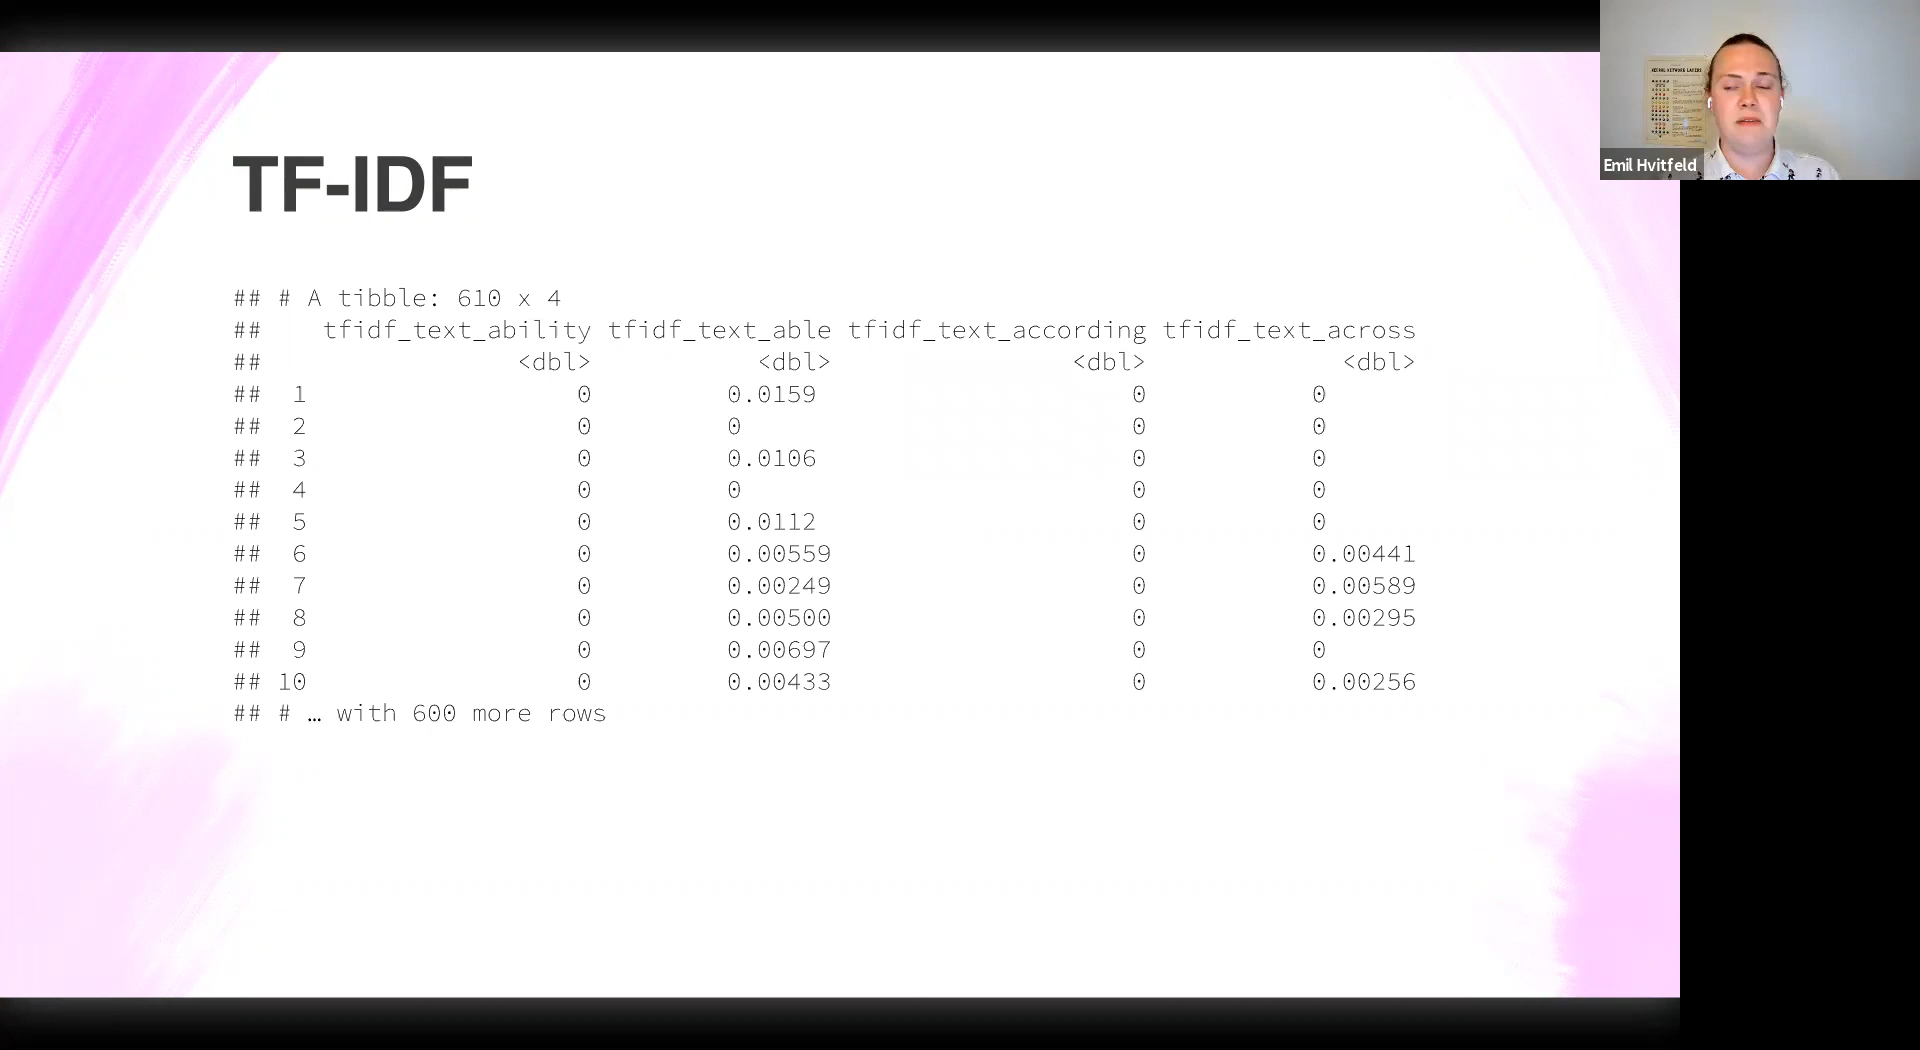 TF-IDF
## # A tibble: 610 x 4
##    tfidf_text_ability tfidf_text_able tfidf_text_according tfidf_text_across
##                 <dbl>           <dbl>                <dbl>             <dbl>
##  1                  0         0.0159                     0           0
##  2                  0         0                          0           0
##  3                  0         0.0106                     0           0
##  4                  0         0                          0           0
##  5                  0         0.0112                     0           0
##  6                  0         0.00559                    0           0.00441
##  7                  0         0.00249                    0           0.00589
##  8                  0         0.00500                    0           0.00295
##  9                  0         0.00697                    0           0
## 10                  0         0.00433                    0           0.00256
## # … with 600 more rows
Emil Hvitfeld